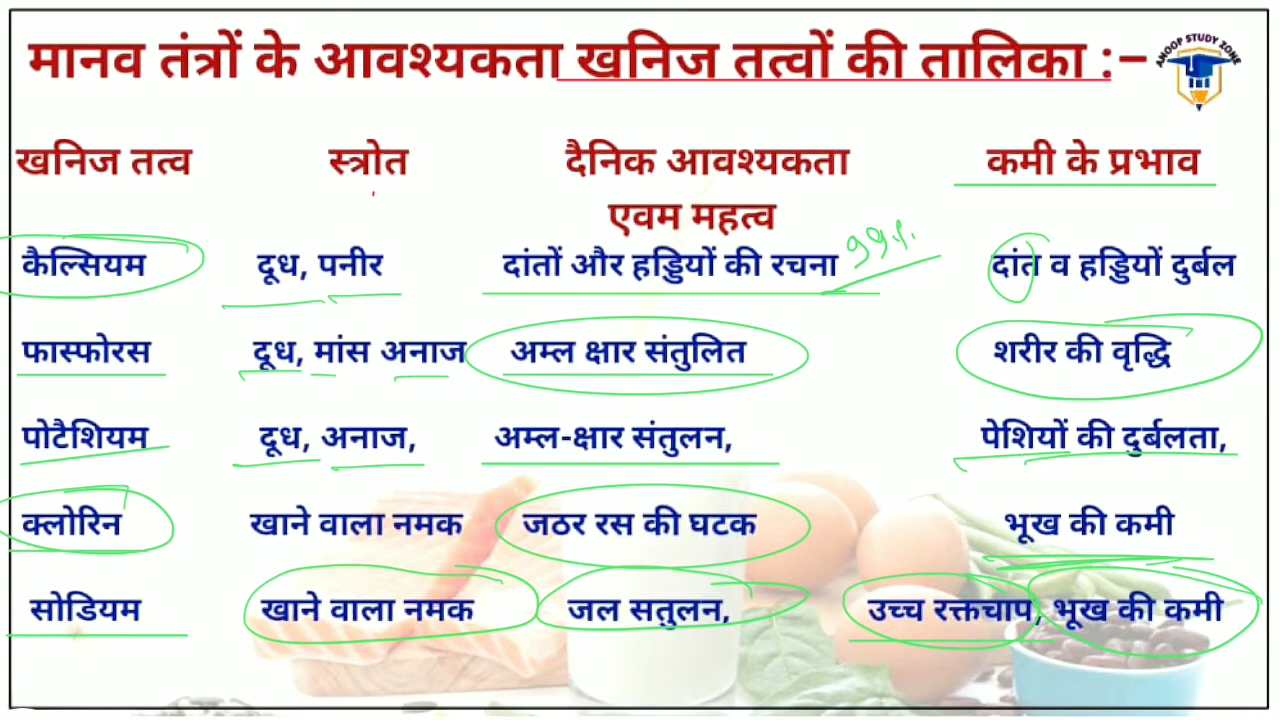 मानव तंत्रों के आवश्यकता खनिज तत्वों की तालिका :–
ANOOP STUDY ZONE
खनिज तत्व स्त्रोत दैनिक आवश्यकता कमी के प्रभाव
एवम महत्व
99%
कैल्सियम दूध, पनीर दांतों और हड्डियों की रचना दांत व हड्डियों दुर्बल
फास्फोरस दूध, मांस अनाज अम्ल क्षार संतुलित शरीर की वृद्धि
पोटैशियम दूध, अनाज, अम्ल-क्षार संतुलन, पेशियों की दुर्बलता,
क्लोरिन खाने वाला नमक जठर रस की घटक भूख की कमी
सोडियम खाने वाला नमक जल सतुलन, उच्च रक्तचाप, भूख की कमी